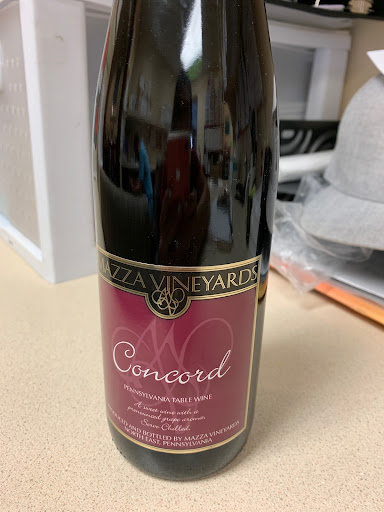 MAZZA VINEYARDS
Concord
PENNSYLVANIA TABLE WINE
A sweet wine with a
pronounced grape aroma.
Serve Chilled.
AND BOTTLED BY MAZZA VINEYARDS
NORTH EAST, PENNSYLVANIA